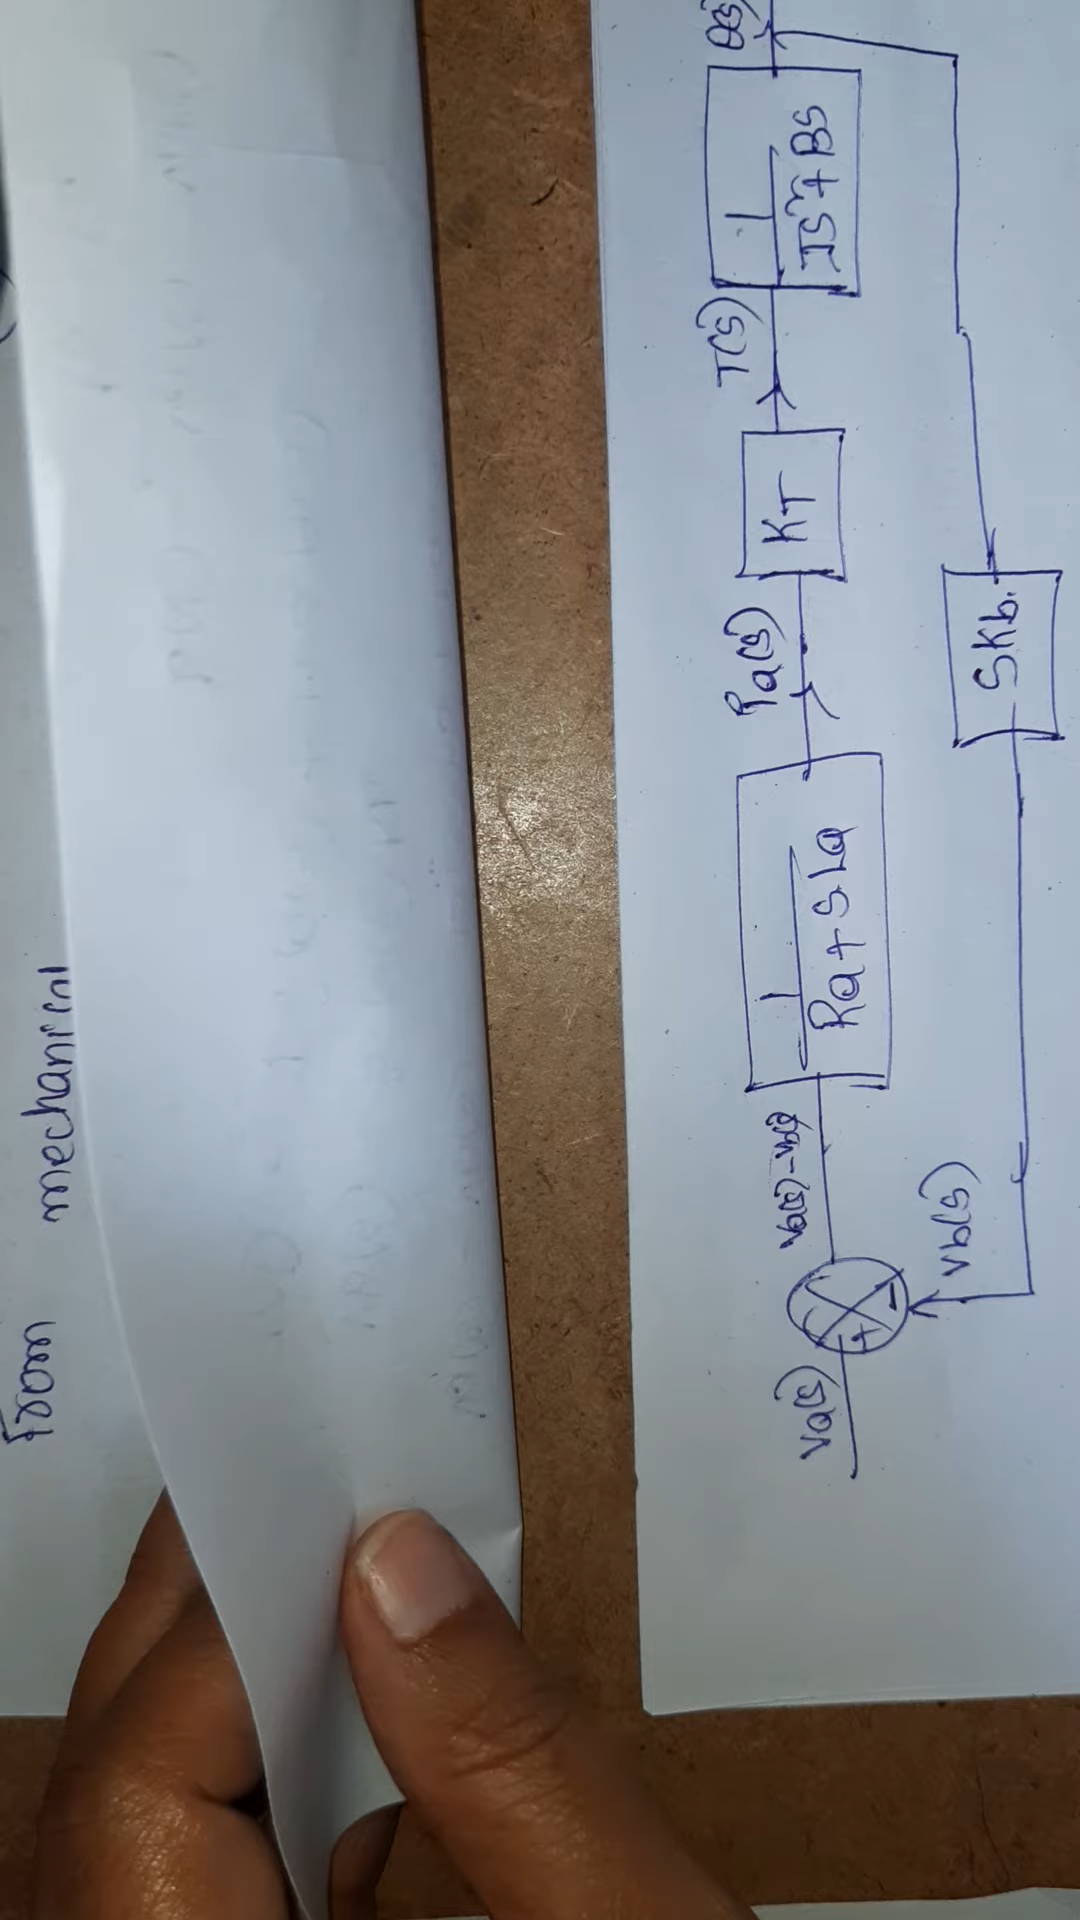 From mechanical
Va(s)
+
-
Va(s)-Vb(s)
1
Ra+SLa
Ia(s)
KT
T(s)
1
JS²+BS
θ(s)
SKb.
Vb(s)